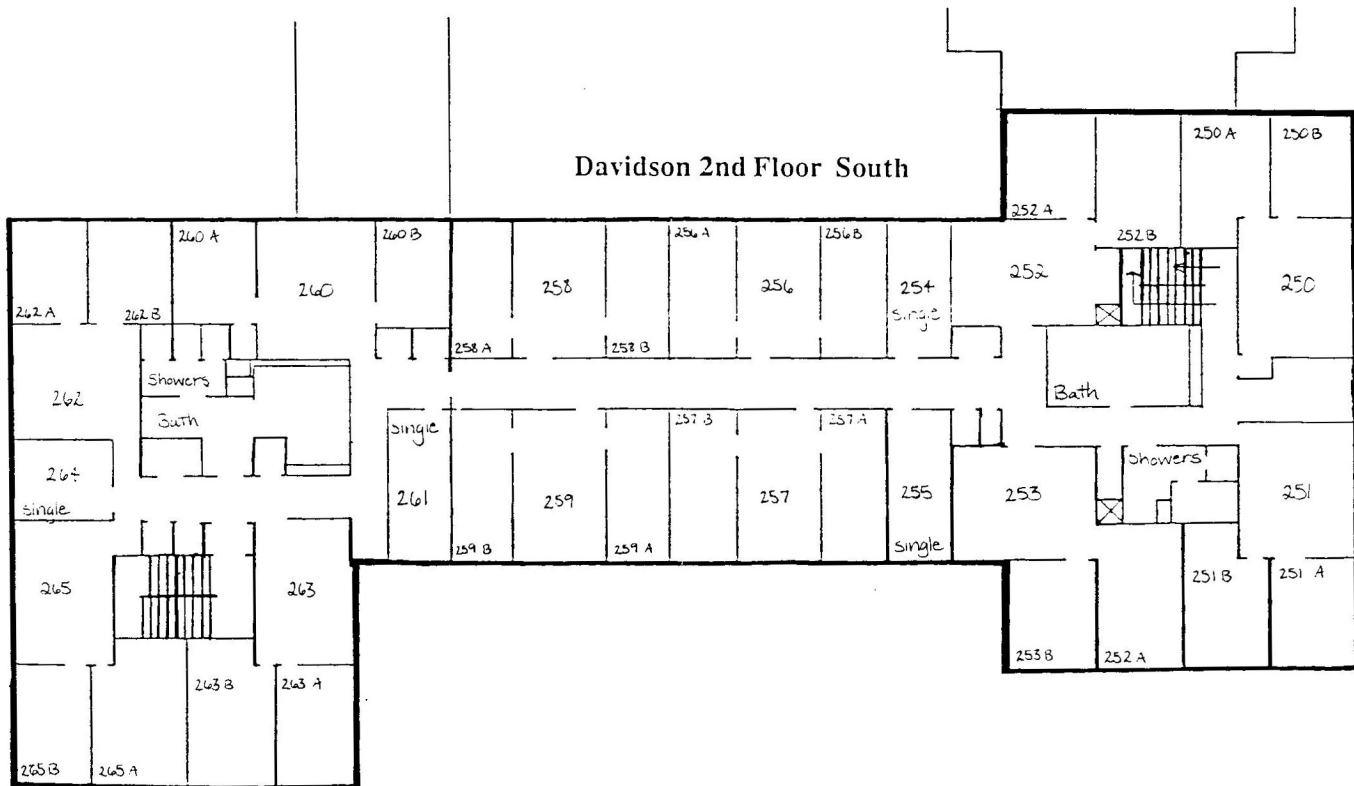 Davidson 2nd Floor South
250 A
250 B
252 A
252 B
260 A
260 B
256 A
256 B
252
250
260
258
256
254
single
262 A
262 B
258 A
258 B
Showers
262
Bath
Bath
single
257 B
257 A
264
single
261
259
257
255
single
253
Showers
251
259 B
259 A
265
263
251 B
251 A
253 B
252 A
263 B
263 A
265 B
265 A